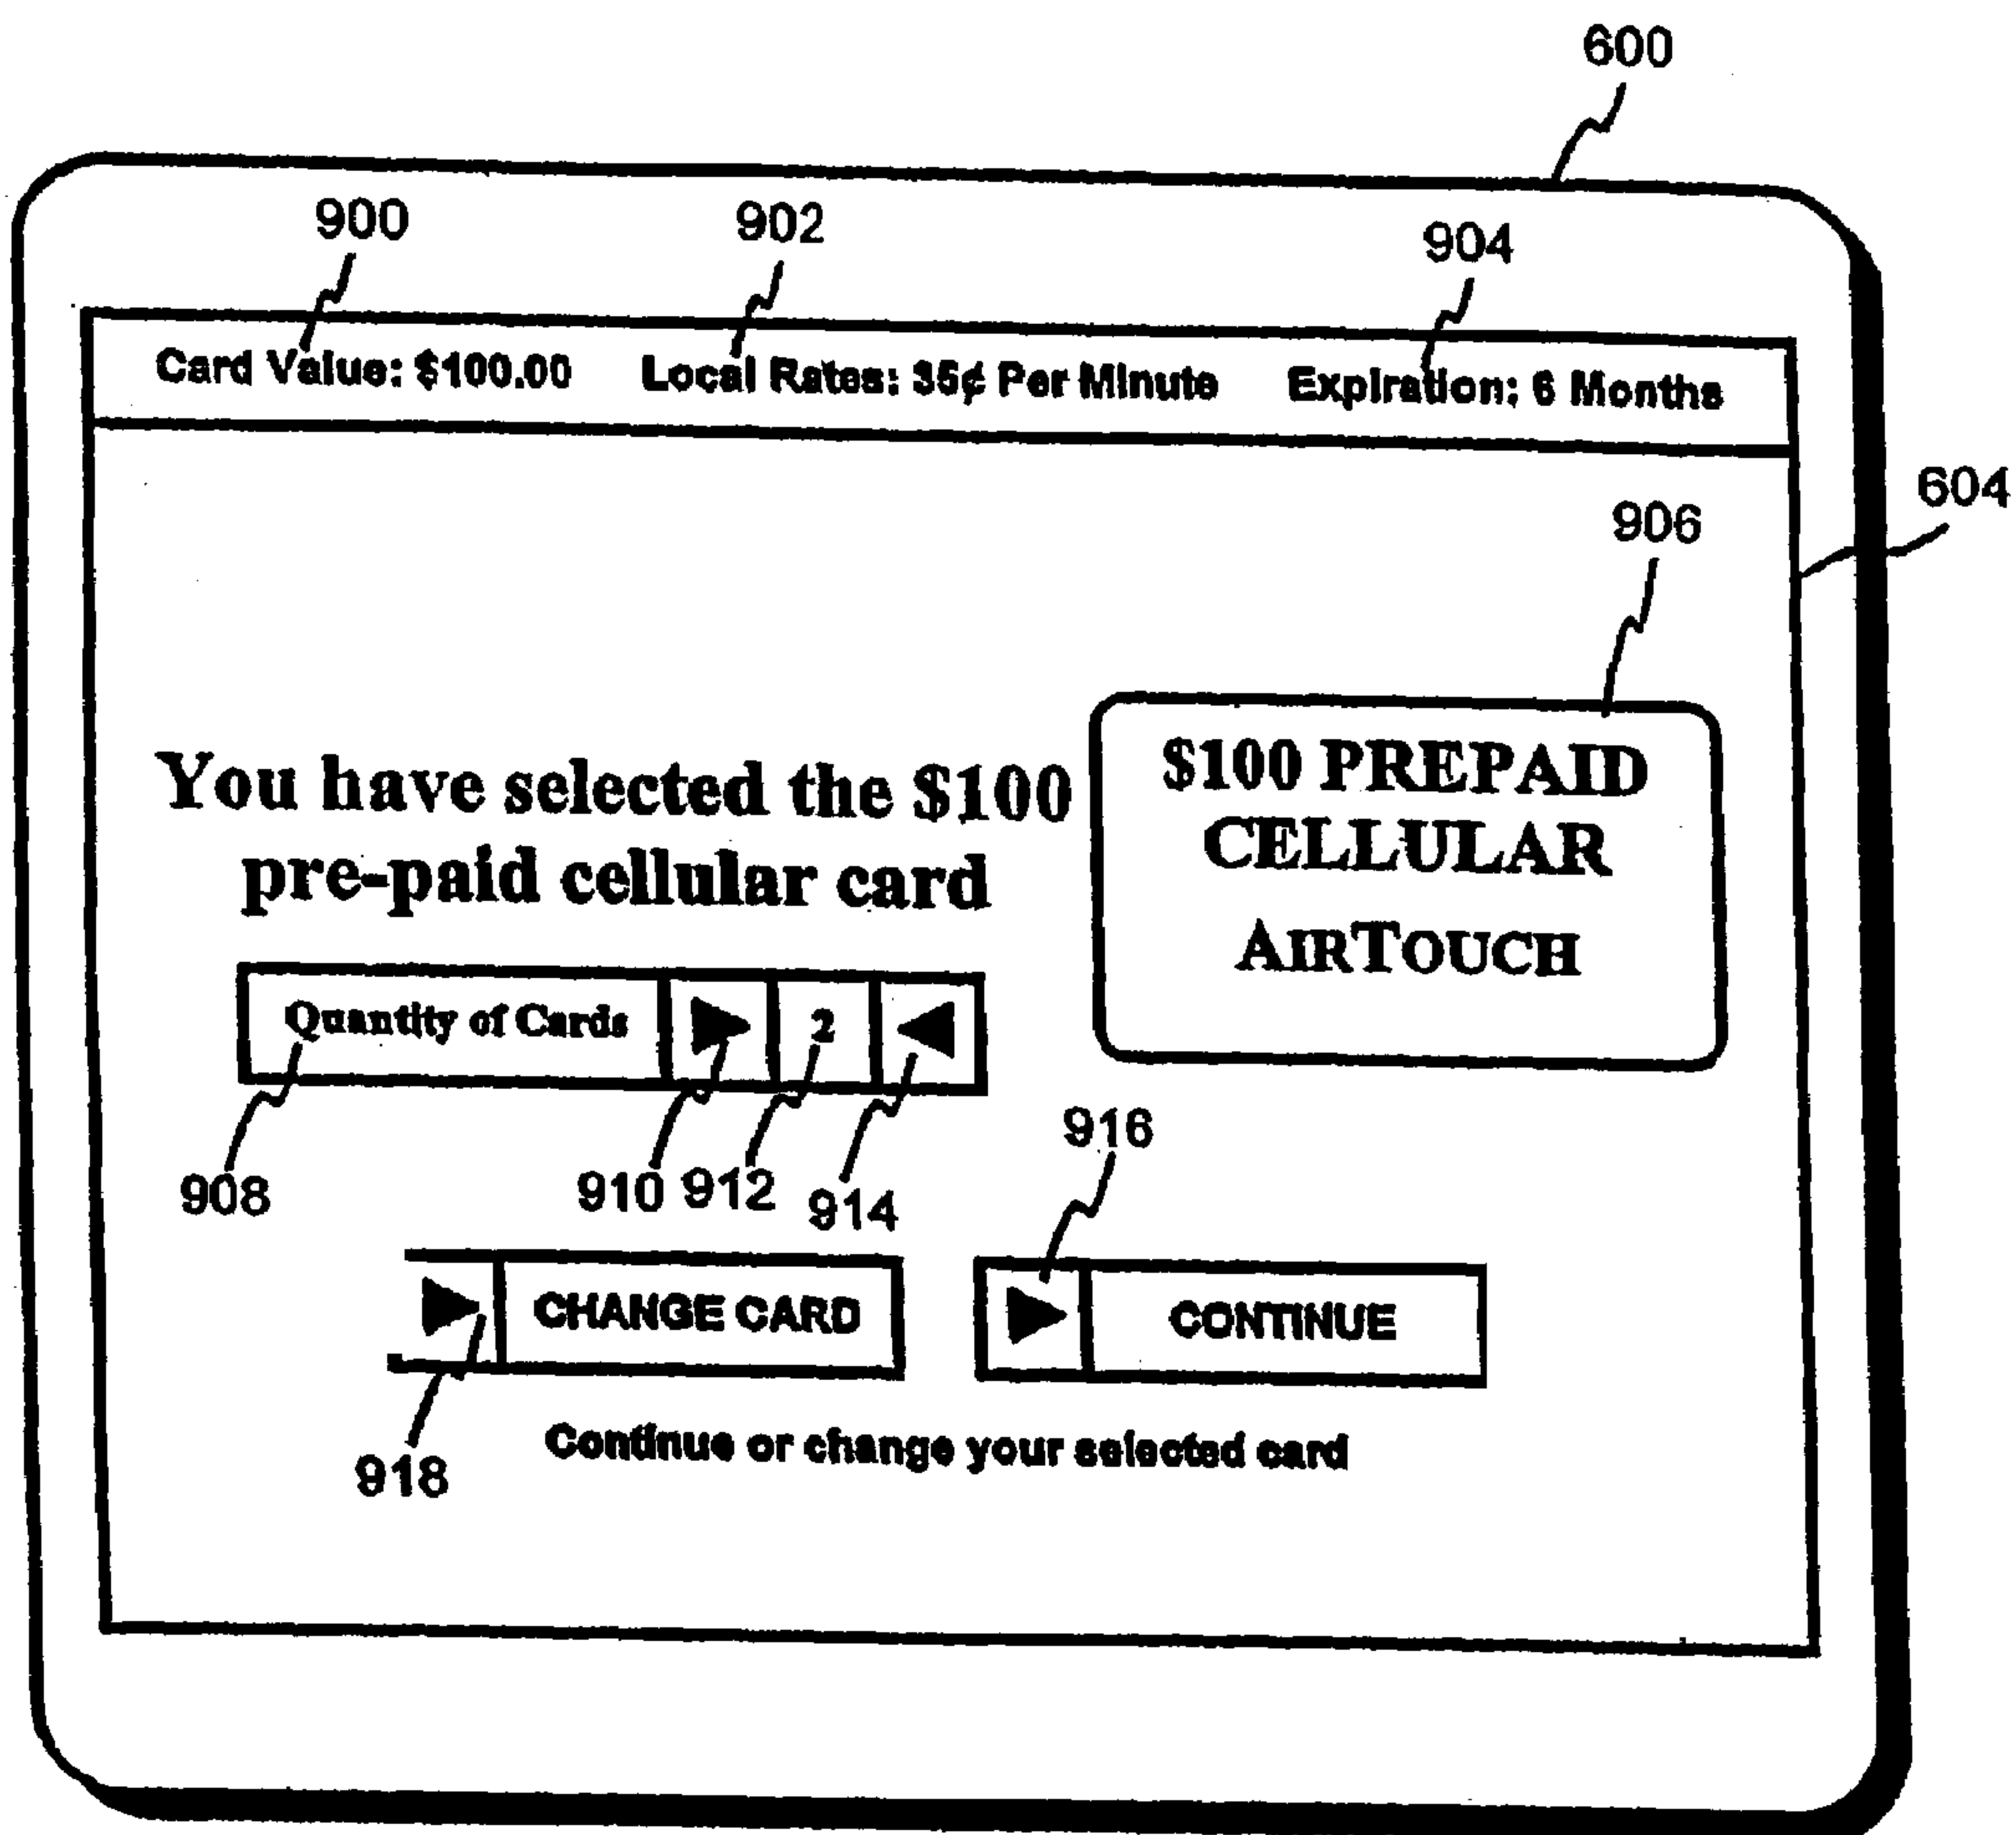 600
900
902
904
Card Value: $100.00 Local Rates: 35¢ Per Minute Expiration: 6 Months
604
906
You have selected the $100
pre-paid cellular card
$100 PREPAID
CELLULAR
AIRTOUCH
Quantity of Cards 2
908
910
912
914
916
CHANGE CARD
CONTINUE
918
Continue or change your selected card